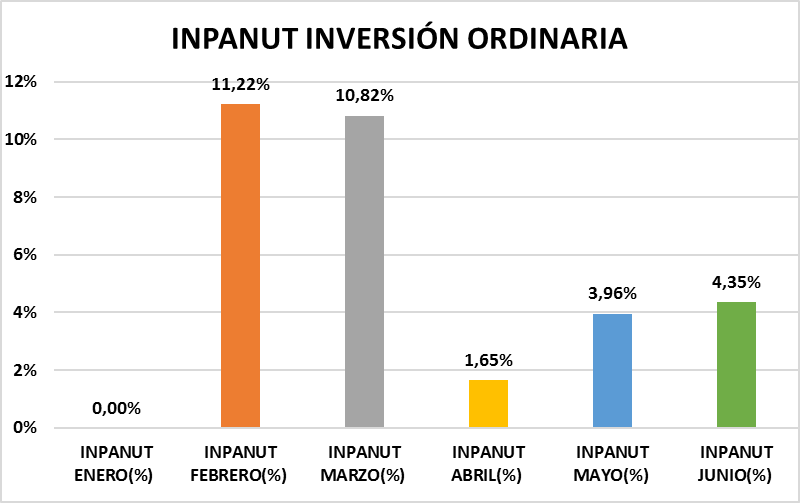 INPANUT INVERSIÓN ORDINARIA
12%
10%
8%
6%
4%
2%
0%
0,00%
11,22%
10,82%
1,65%
3,96%
4,35%
INPANUT
ENERO(%)
INPANUT
FEBRERO(%)
INPANUT
MARZO(%)
INPANUT
ABRIL(%)
INPANUT
MAYO(%)
INPANUT
JUNIO(%)